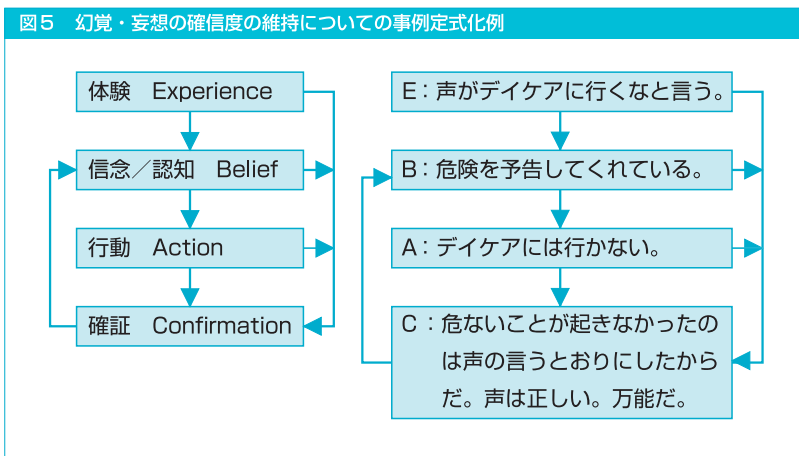 図5 幻覚・妄想の確信度の維持についての事例定式化例
体験 Experience
信念／認知 Belief
行動 Action
確証 Confirmation
E：声がデイケアに行くなと言う。
B：危険を予告してくれている。
A：デイケアには行かない。
C：危ないことが起きなかったの
は声の言うとおりにしたから
だ。声は正しい。万能だ。